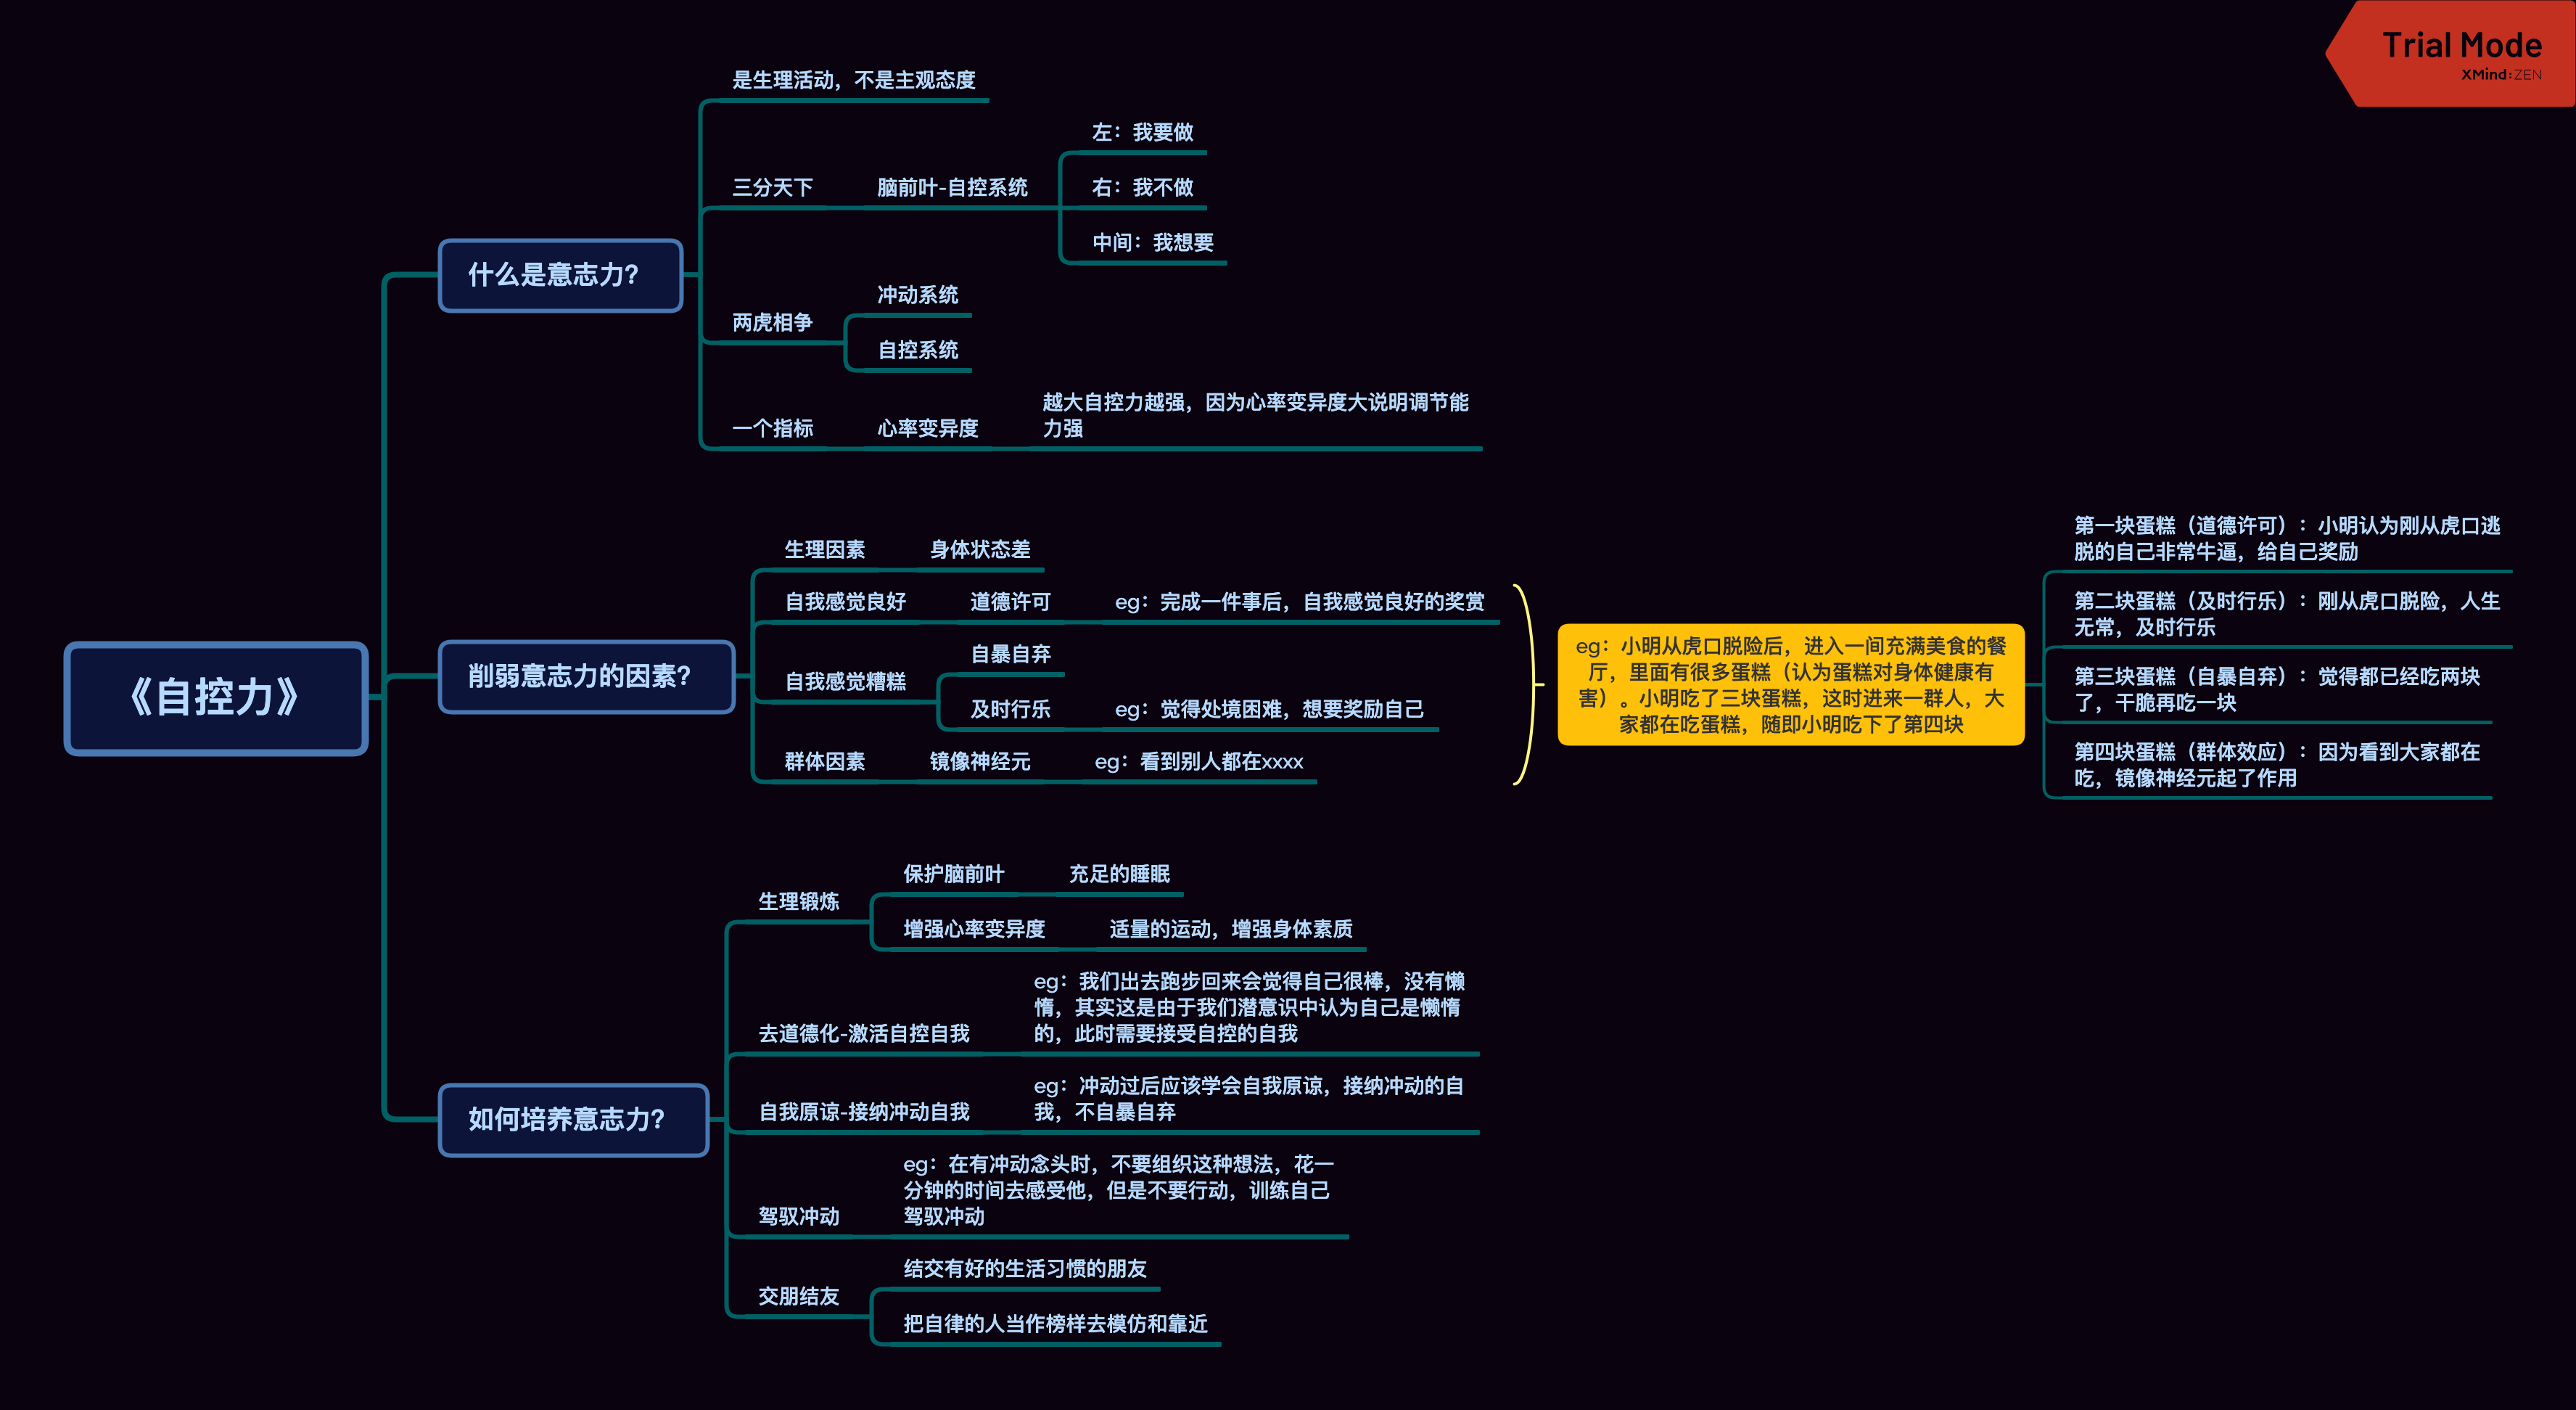 Trial Mode
XMind:ZEN
《自控力》
什么是意志力？
是生理活动，不是主观态度
三分天下
脑前叶-自控系统
左：我要做
右：我不做
中间：我想要
两虎相争
冲动系统
自控系统
一个指标
心率变异度
越大自控力越强，因为心率变异度大说明调节能
力强
削弱意志力的因素？
生理因素
身体状态差
自我感觉良好
道德许可
eg：完成一件事后，自我感觉良好的奖赏
自我感觉糟糕
自暴自弃
及时行乐
eg：觉得处境困难，想要奖励自己
群体因素
镜像神经元
eg：看到别人都在xxxx
eg：小明从虎口脱险后，进入一间充满美食的餐
厅，里面有很多蛋糕（认为蛋糕对身体健康有
害）。小明吃了三块蛋糕，这时进来一群人，大
家都在吃蛋糕，随即小明吃下了第四块
第一块蛋糕（道德许可）：小明认为刚从虎口逃
脱的自己非常牛逼，给自己奖励
第二块蛋糕（及时行乐）：刚从虎口脱险，人生
无常，及时行乐
第三块蛋糕（自暴自弃）：觉得都已经吃两块
了，干脆再吃一块
第四块蛋糕（群体效应）：因为看到大家都在
吃，镜像神经元起了作用
如何培养意志力？
生理锻炼
保护脑前叶
充足的睡眠
增强心率变异度
适量的运动，增强身体素质
去道德化-激活自控自我
eg：我们出去跑步回来会觉得自己很棒，没有懒
惰，其实这是由于我们潜意识中认为自己是懒惰
的，此时需要接受自控的自我
自我原谅-接纳冲动自我
eg：冲动过后应该学会自我原谅，接纳冲动的自
我，不自暴自弃
驾驭冲动
eg：在有冲动念头时，不要组织这种想法，花一
分钟的时间去感受他，但是不要行动，训练自己
驾驭冲动
交朋结友
结交有好的生活习惯的朋友
把自律的人当作榜样去模仿和靠近